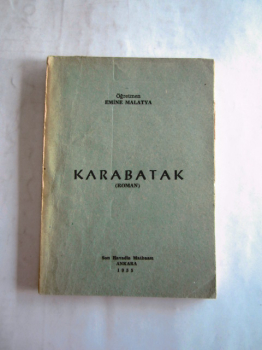 Öğretmen
EMİNE MALATYA
KARABATAK
(ROMAN)
Son Havadis Matbaası
ANKARA